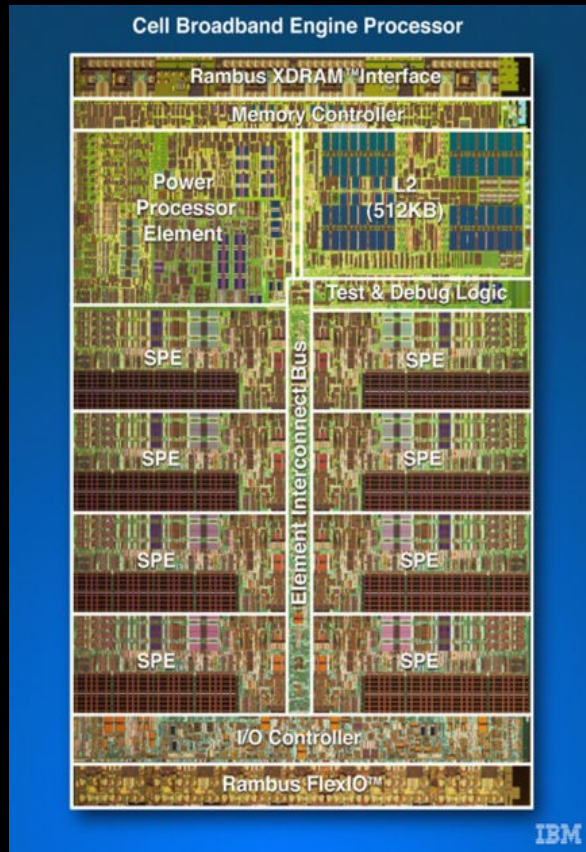 Cell Broadband Engine Processor
Rambus XDRAM™ Interface
Memory Controller
Power
Processor
Element
L2
(512KB)
Test & Debug Logic
Element Interconnect Bus
SPE
SPE
SPE
SPE
SPE
SPE
SPE
SPE
I/O Controller
Rambus FlexIO™
IBM